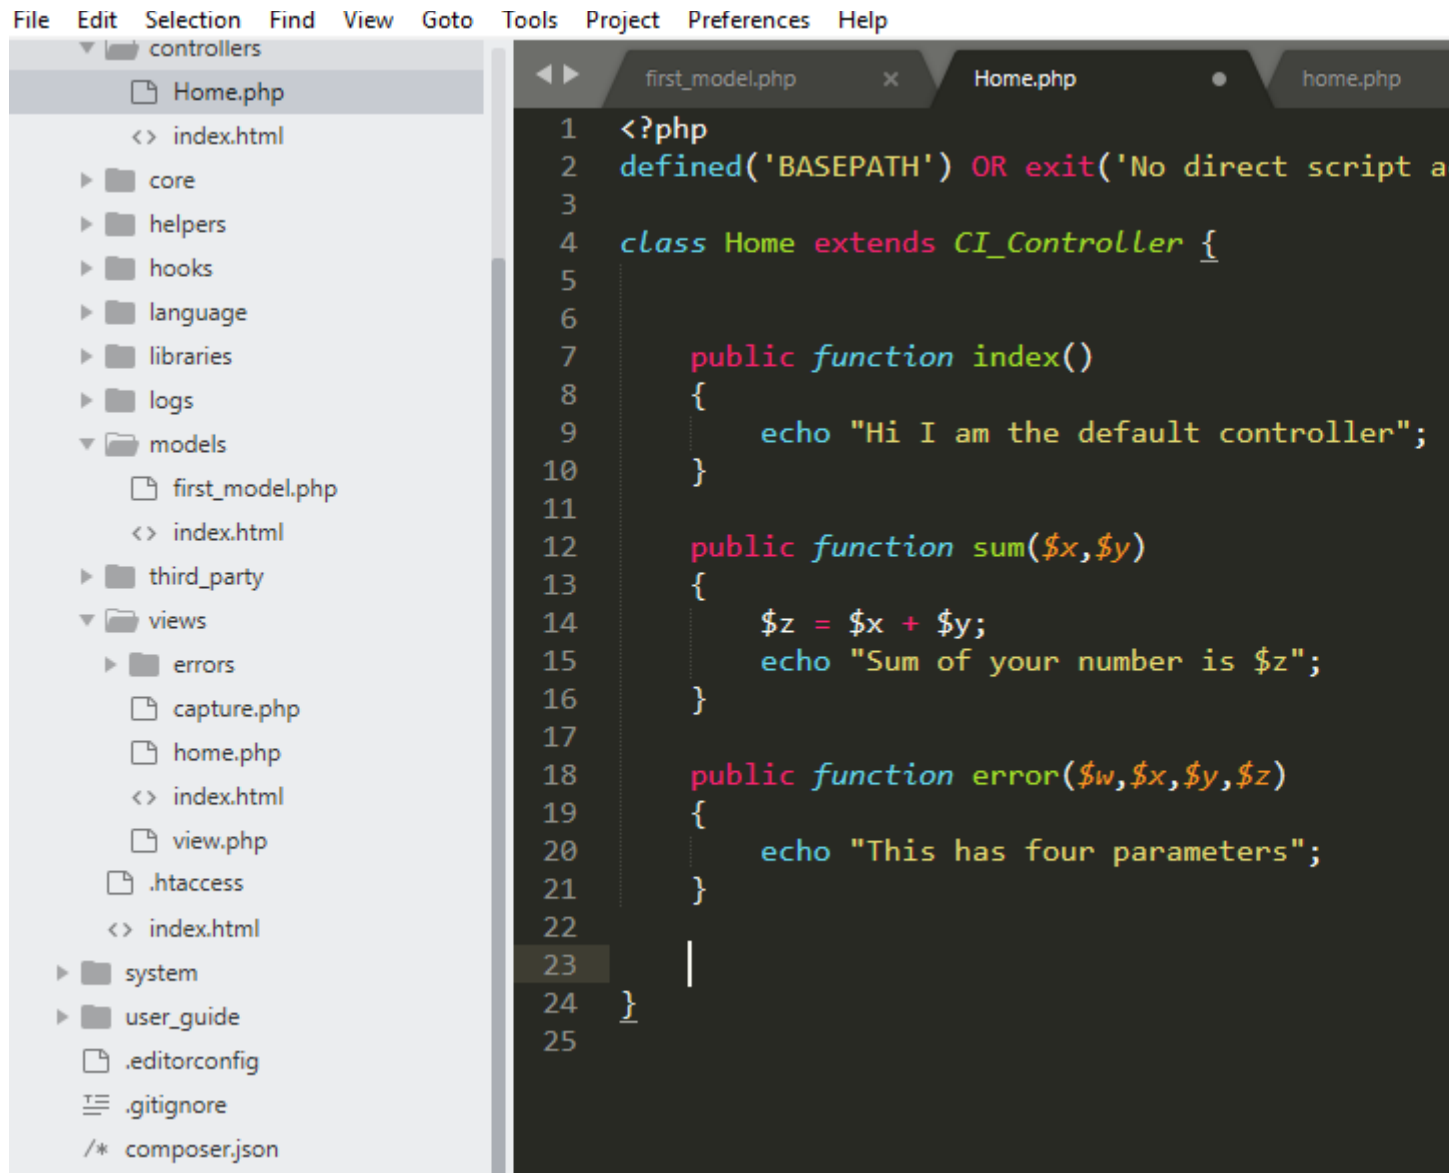 File Edit Selection Find View Goto Tools Project Preferences Help
controllers
Home.php
<> index.html
core
helpers
hooks
language
libraries
logs
models
first_model.php
<> index.html
third_party
views
errors
capture.php
home.php
<> index.html
view.php
.htaccess
<> index.html
system
user_guide
.editorconfig
.gitignore
/* composer.json
first_model.php × Home.php home.php
1 <?php
2 defined('BASEPATH') OR exit('No direct script a
3
4 class Home extends CI_Controller {
5
6
7 public function index()
8 {
9 echo "Hi I am the default controller";
10 }
11
12 public function sum($x,$y)
13 {
14 $z = $x + $y;
15 echo "Sum of your number is $z";
16 }
17
18 public function error($w,$x,$y,$z)
19 {
20 echo "This has four parameters";
21 }
22
23
24 }
25